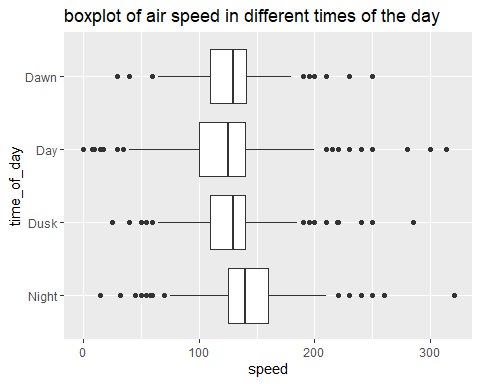 boxplot of air speed in different times of the day
time_of_day
Dawn
Day
Dusk
Night
0 100 200 300
speed